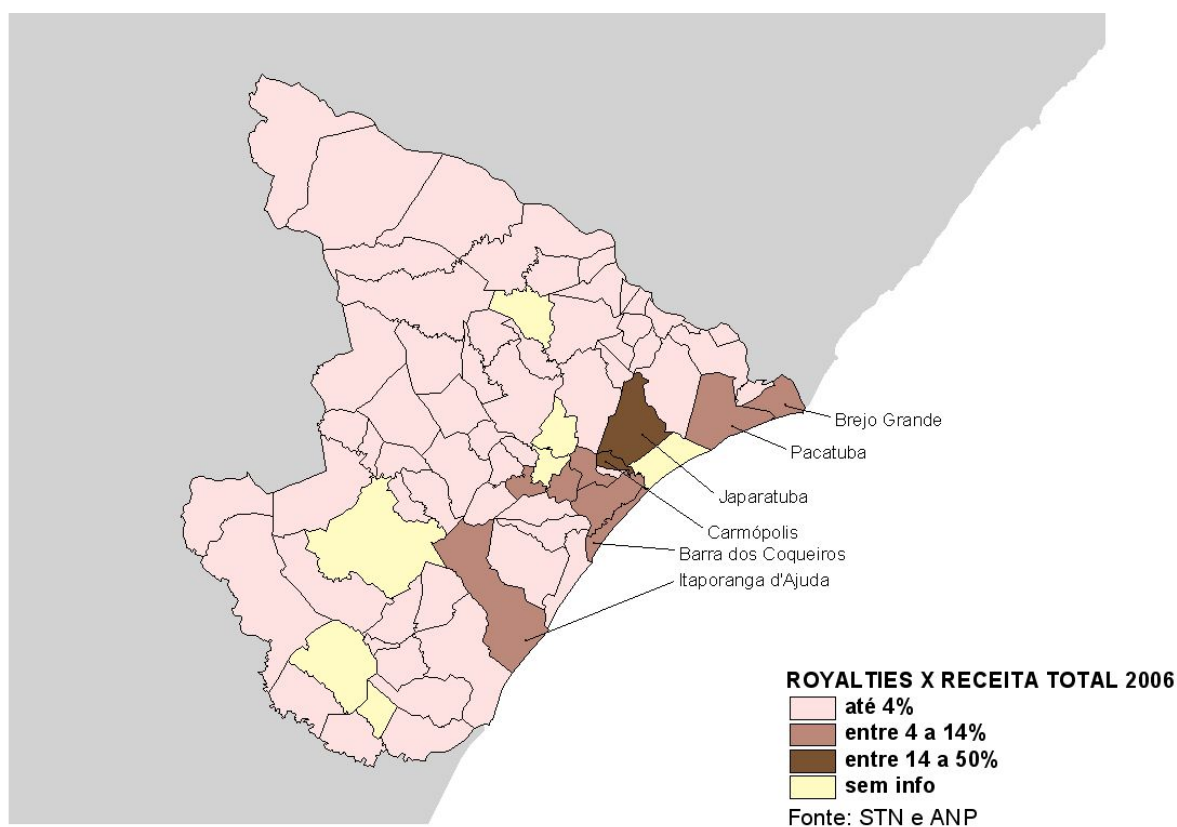 Brejo Grande
Pacatuba
Japaratuba
Carmópolis
Barra dos Coqueiros
Itaporanga d'Ajuda
ROYALTIES X RECEITA TOTAL 2006
até 4%
entre 4 a 14%
entre 14 a 50%
sem info
Fonte: STN e ANP